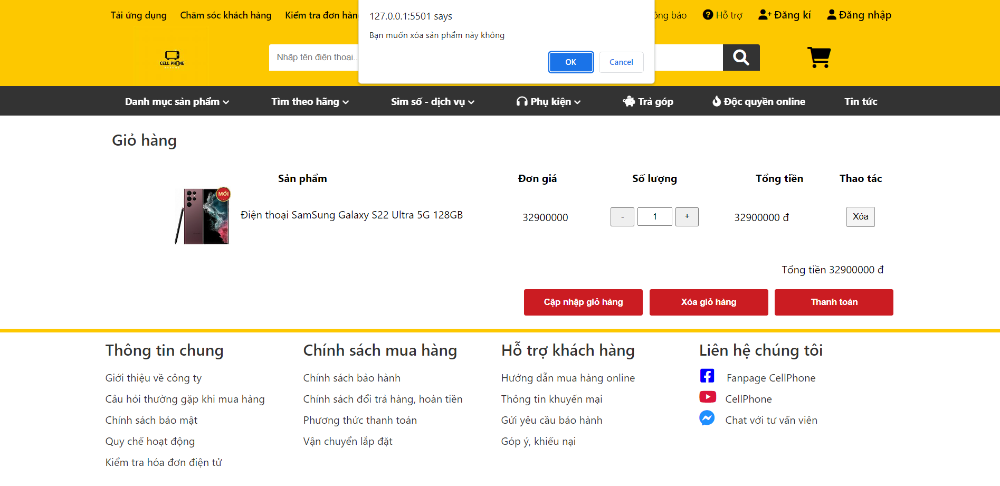 Tải ứng dụng Chăm sóc khách hàng Kiểm tra đơn hàng Hỗ trợ Đăng kí Đăng nhập
127.0.0.1:5501 says
Bạn muốn xóa sản phẩm này không
OK Cancel
CELL PHONE
Nhập tên điện thoại..
Danh mục sản phẩm Tìm theo hãng Sim số - dịch vụ Phụ kiện Trả góp Độc quyền online Tin tức
Giỏ hàng
Sản phẩm Đơn giá Số lượng Tổng tiền Thao tác
MỚI
Điện thoại SamSung Galaxy S22 Ultra 5G 128GB 32900000 - 1 + 32900000 đ Xóa
Tổng tiền 32900000 đ
Cập nhập giỏ hàng Xóa giỏ hàng Thanh toán
Thông tin chung Chính sách mua hàng Hỗ trợ khách hàng Liên hệ chúng tôi
Giới thiệu về công ty Chính sách bảo hành Hướng dẫn mua hàng online Fanpage CellPhone
Câu hỏi thường gặp khi mua hàng Chính sách đổi trả hàng, hoàn tiền Thông tin khuyến mại CellPhone
Chính sách bảo mật Phương thức thanh toán Gửi yêu cầu bảo hành Chat với tư vấn viên
Quy chế hoạt động Vận chuyển lắp đặt Góp ý, khiếu nại
Kiểm tra hóa đơn điện tử